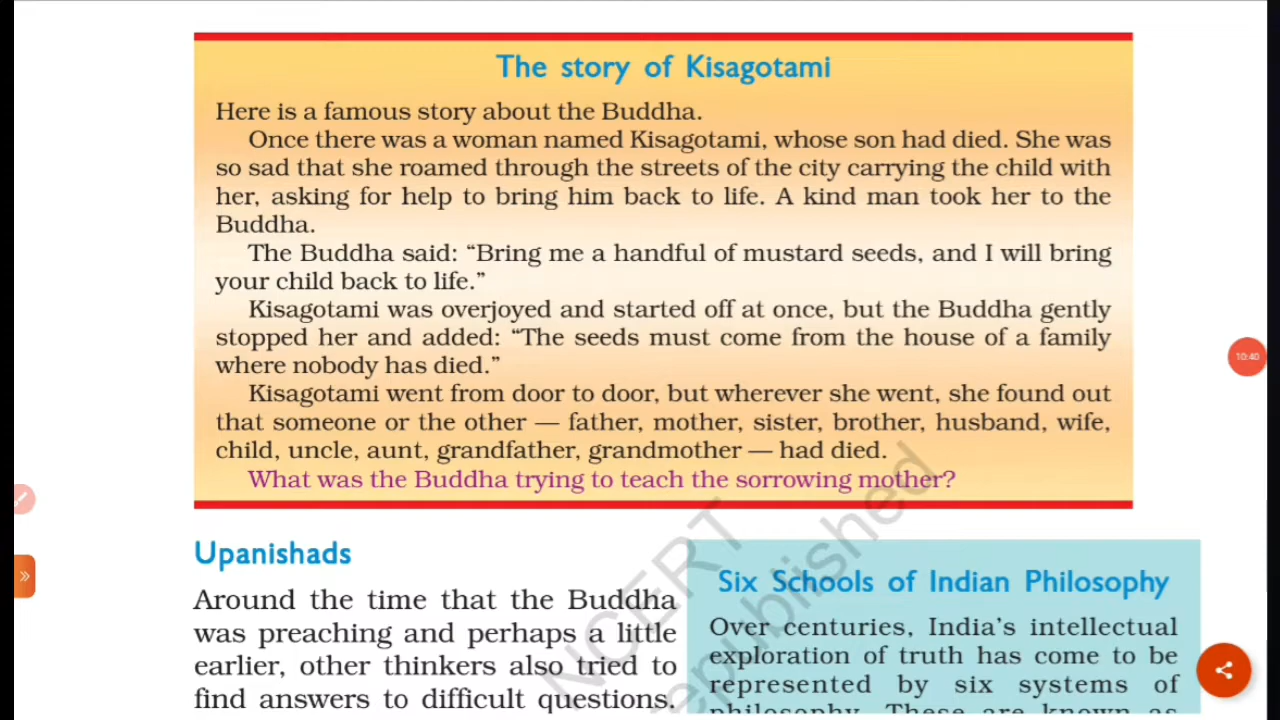 The story of Kisagotami
Here is a famous story about the Buddha.
Once there was a woman named Kisagotami, whose son had died. She was
so sad that she roamed through the streets of the city carrying the child with
her, asking for help to bring him back to life. A kind man took her to the
Buddha.
The Buddha said: “Bring me a handful of mustard seeds, and I will bring
your child back to life.”
Kisagotami was overjoyed and started off at once, but the Buddha gently
stopped her and added: “The seeds must come from the house of a family
where nobody has died.”
Kisagotami went from door to door, but wherever she went, she found out
that someone or the other — father, mother, sister, brother, husband, wife,
child, uncle, aunt, grandfather, grandmother — had died.
What was the Buddha trying to teach the sorrowing mother?
Upanishads
Around the time that the Buddha
was preaching and perhaps a little
earlier, other thinkers also tried to
find answers to difficult questions.
Six Schools of Indian Philosophy
Over centuries, India’s intellectual
exploration of truth has come to be
represented by six systems of
philosophy. These are known as
10:40
NCERT
republished